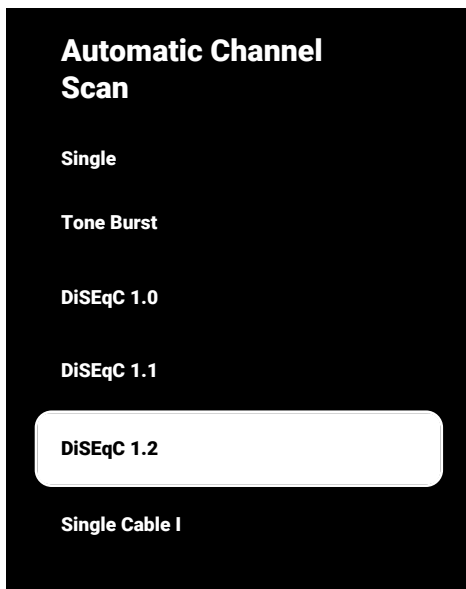 Automatic Channel
Scan
Single
Tone Burst
DiSEqC 1.0
DiSEqC 1.1
DiSEqC 1.2
Single Cable I